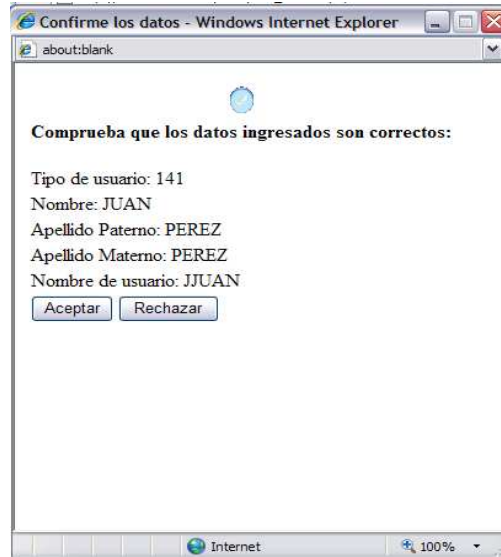 Confirme los datos - Windows Internet Explorer
about:blank
Comprueba que los datos ingresados son correctos:
Tipo de usuario: 141
Nombre: JUAN
Apellido Paterno: PEREZ
Apellido Materno: PEREZ
Nombre de usuario: JJUAN
Aceptar Rechazar
Internet 100%